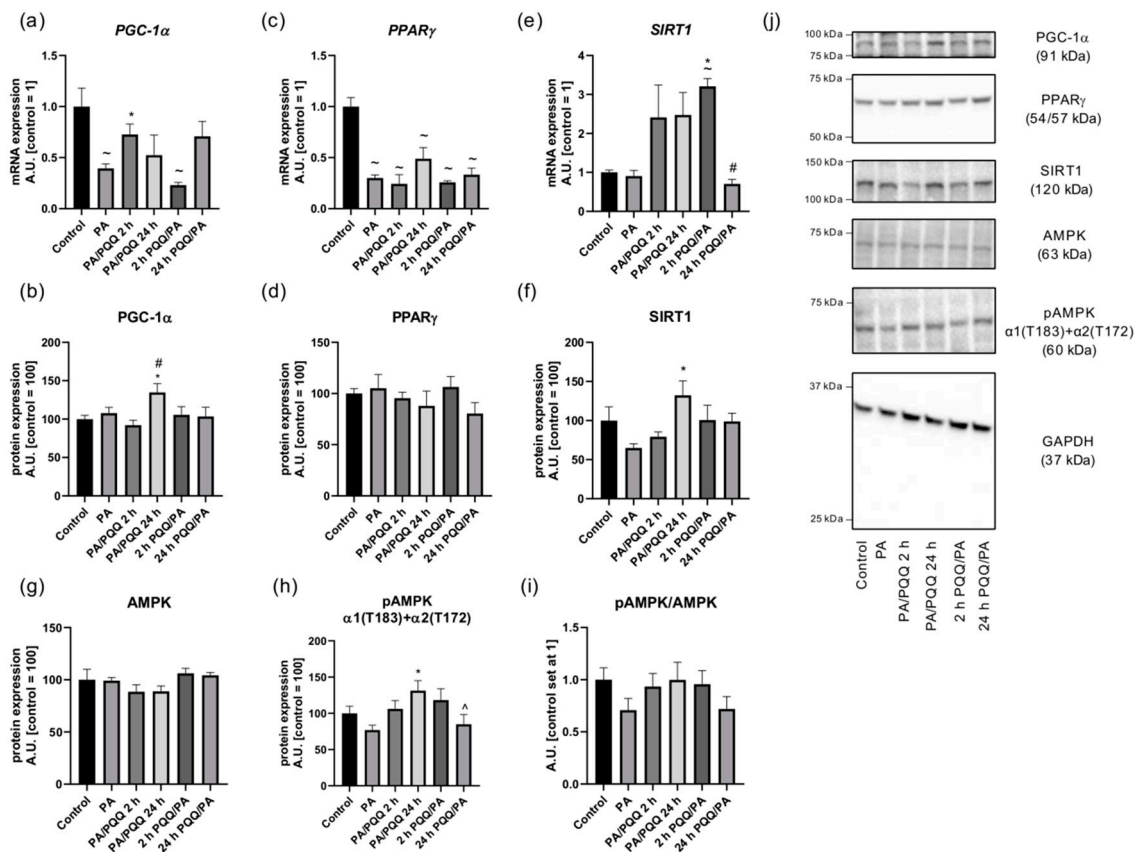 (a)
PGC-1α
mRNA expression
A.U. [control = 1]
1.5
1.0
0.5
0.0
~
*
~
Control
PA
PA/PQQ 2 h
PA/PQQ 24 h
2 h PQQ/PA
24 h PQQ/PA
(c)
PPARγ
mRNA expression
A.U. [control = 1]
1.5
1.0
0.5
0.0
~
~
~
~
~
Control
PA
PA/PQQ 2 h
PA/PQQ 24 h
2 h PQQ/PA
24 h PQQ/PA
(e)
SIRT1
mRNA expression
A.U. [control = 1]
4
3
2
1
0
*
~
#
Control
PA
PA/PQQ 2 h
PA/PQQ 24 h
2 h PQQ/PA
24 h PQQ/PA
(b)
PGC-1α
protein expression
A.U. [control = 100]
200
150
100
50
0
#
*
Control
PA
PA/PQQ 2 h
PA/PQQ 24 h
2 h PQQ/PA
24 h PQQ/PA
(d)
PPARγ
protein expression
A.U. [control = 100]
150
100
50
0
Control
PA
PA/PQQ 2 h
PA/PQQ 24 h
2 h PQQ/PA
24 h PQQ/PA
(f)
SIRT1
protein expression
A.U. [control = 100]
200
150
100
50
0
*
Control
PA
PA/PQQ 2 h
PA/PQQ 24 h
2 h PQQ/PA
24 h PQQ/PA
(g)
AMPK
protein expression
A.U. [control = 100]
150
100
50
0
Control
PA
PA/PQQ 2 h
PA/PQQ 24 h
2 h PQQ/PA
24 h PQQ/PA
(h)
pAMPK
α1(T183)+α2(T172)
protein expression
A.U. [control = 100]
200
150
100
50
0
*
^
Control
PA
PA/PQQ 2 h
PA/PQQ 24 h
2 h PQQ/PA
24 h PQQ/PA
(i)
pAMPK/AMPK
A.U. [control set at 1]
1.5
1.0
0.5
0.0
Control
PA
PA/PQQ 2 h
PA/PQQ 24 h
2 h PQQ/PA
24 h PQQ/PA
(j)
100 kDa
75 kDa
PGC-1α
(91 kDa)
75 kDa
50 kDa
PPARγ
(54/57 kDa)
150 kDa
100 kDa
SIRT1
(120 kDa)
75 kDa
AMPK
(63 kDa)
75 kDa
pAMPK
α1(T183)+α2(T172)
(60 kDa)
37 kDa
25 kDa
GAPDH
(37 kDa)
Control
PA
PA/PQQ 2 h
PA/PQQ 24 h
2 h PQQ/PA
24 h PQQ/PA